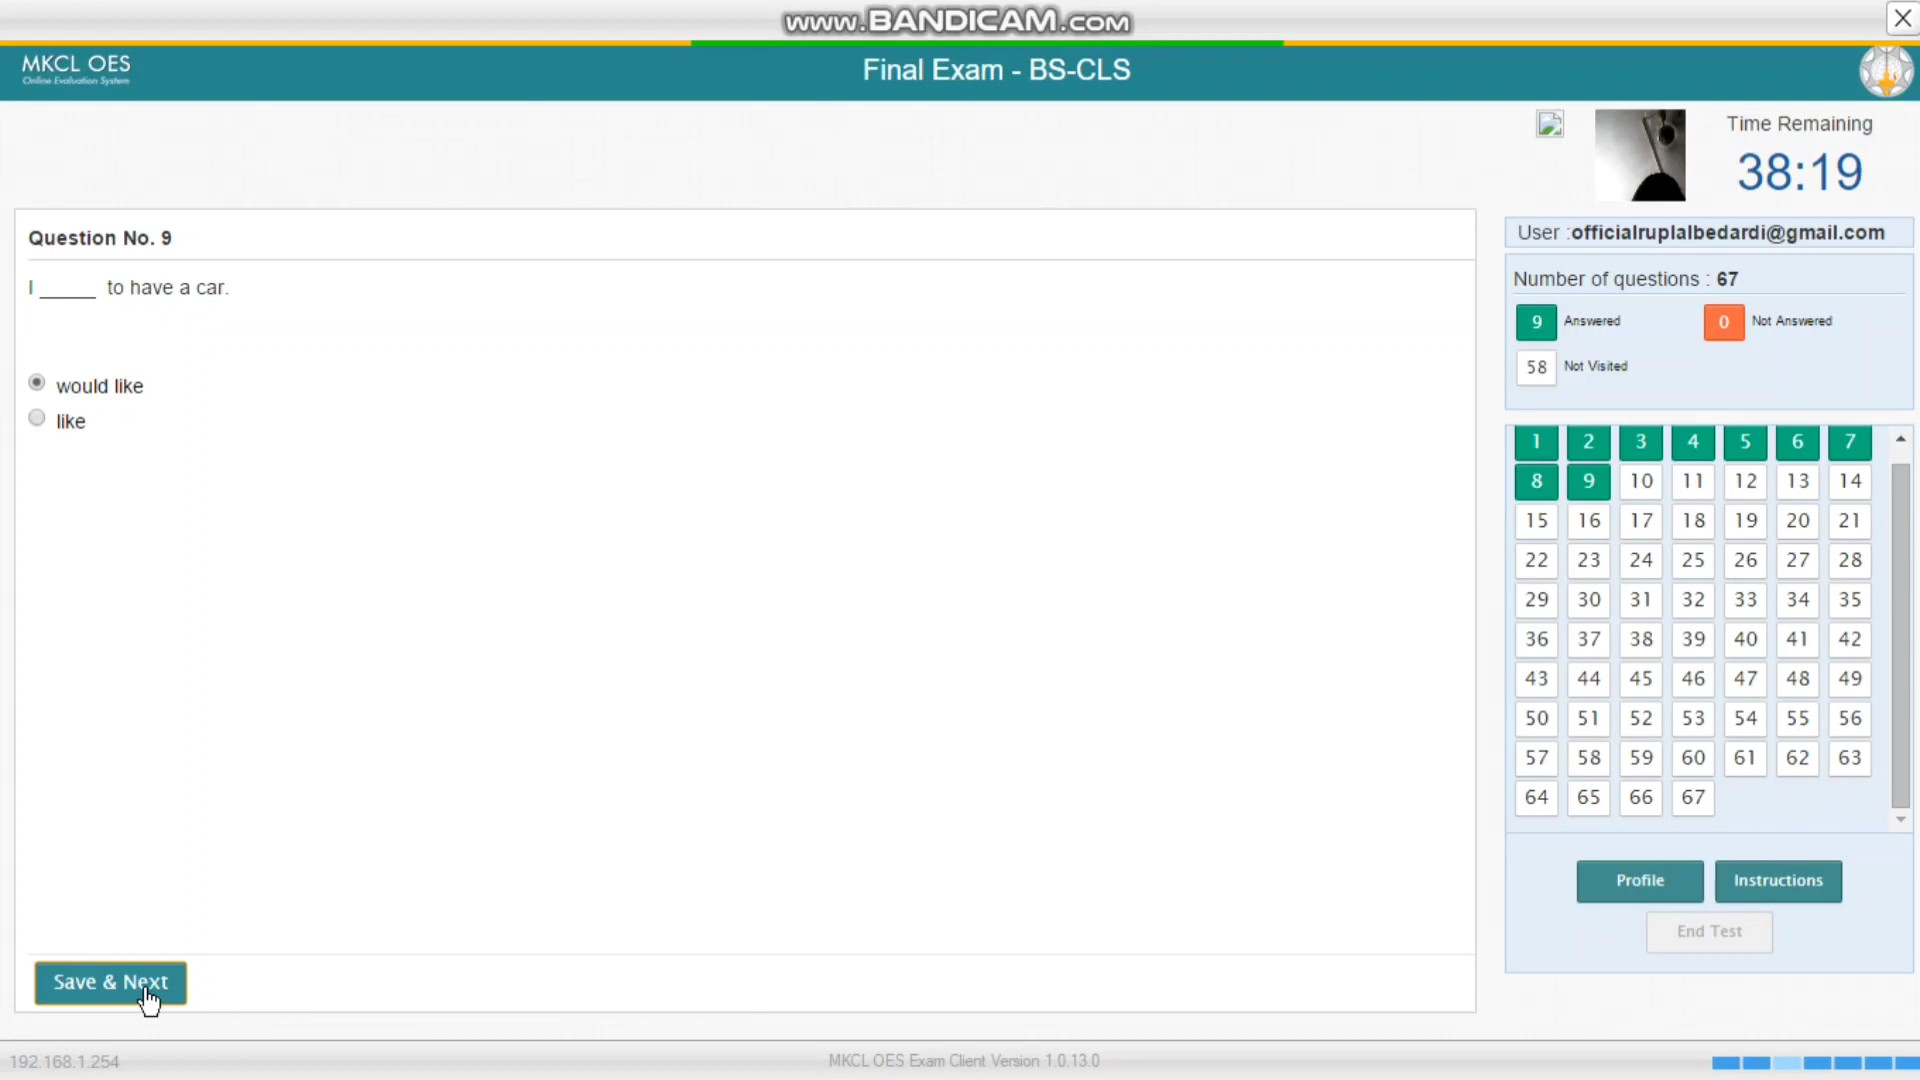 www.BANDICAM.com
MKCL OES
Online Evaluation System
Final Exam - BS-CLS
Time Remaining
38:19
Question No. 9
I ______ to have a car.
would like
like
Save & Next
User :officialruplalbedardi@gmail.com
Number of questions : 67
9 Answered 0 Not Answered
58 Not Visited
1 2 3 4 5 6 7
8 9 10 11 12 13 14
15 16 17 18 19 20 21
22 23 24 25 26 27 28
29 30 31 32 33 34 35
36 37 38 39 40 41 42
43 44 45 46 47 48 49
50 51 52 53 54 55 56
57 58 59 60 61 62 63
64 65 66 67
Profile Instructions
End Test
192.168.1.254
MKCL OES Exam Client Version 1.0.13.0